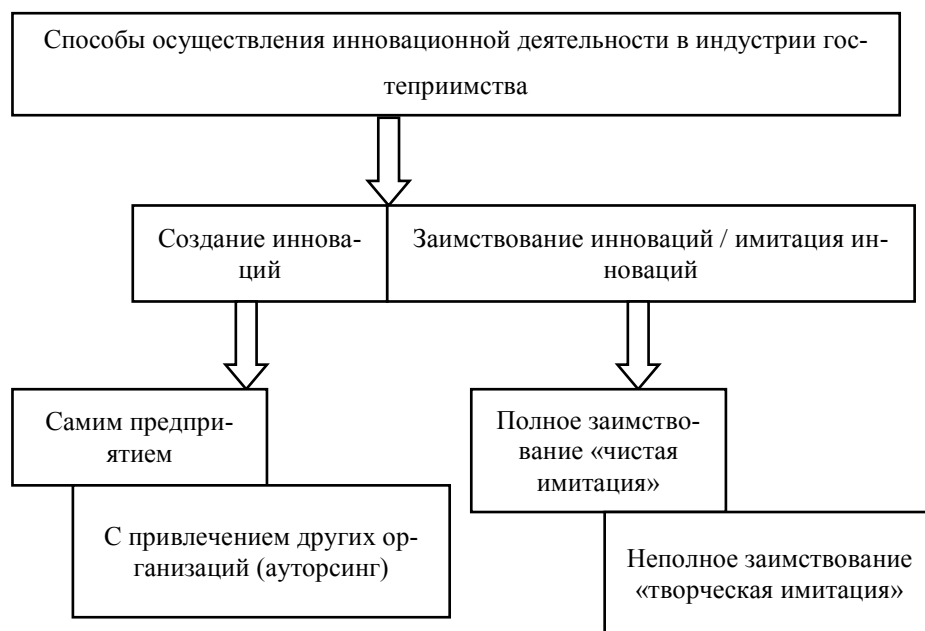 Способы осуществления инновационной деятельности в индустрии гос-
теприимства
Создание иннова-
ций
Заимствование инноваций / имитация ин-
новаций
Самим предпри-
ятием
С привлечением других ор-
ганизаций (ауторсинг)
Полное заимство-
вание «чистая
имитация»
Неполное заимствование
«творческая имитация»